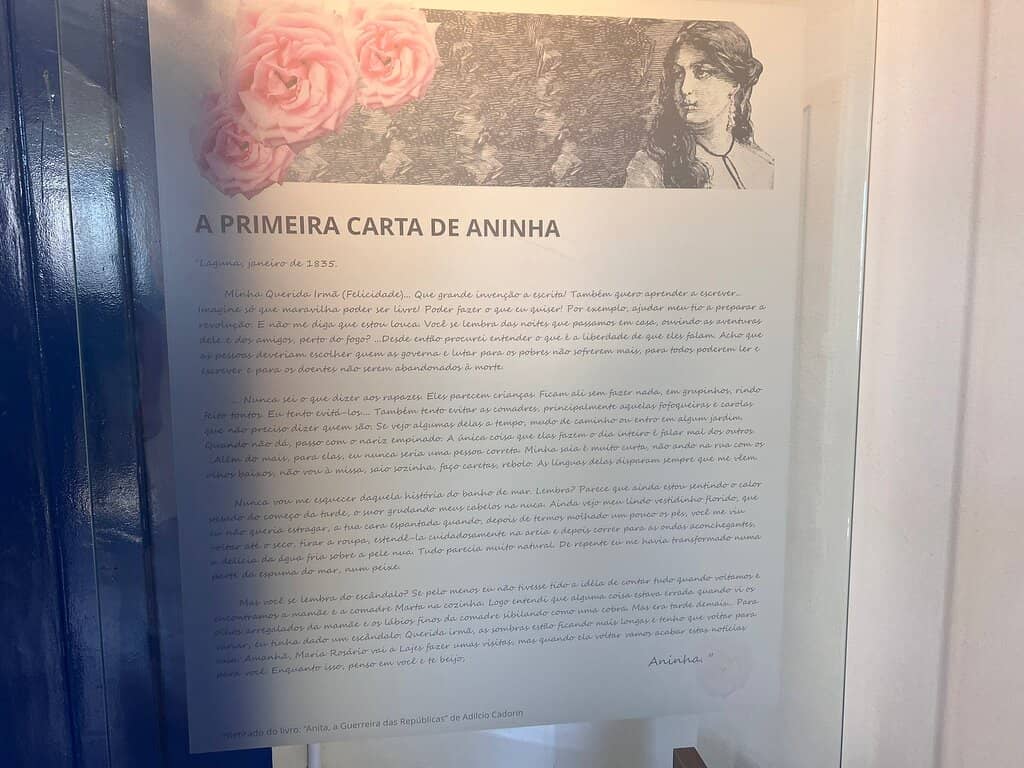 A PRIMEIRA CARTA DE ANINHA
"Laguna, janeiro de 1835.
Minha Querida Irmã (Felicidade)... Que grande invenção a escrita! Também quero aprender a escrever...
Imagine só que maravilha poder ser livre! Poder fazer o que eu quiser! Por exemplo, ajudar meu tio a preparar a
revolução. E não me diga que estou louca. Você se lembra das noites que passamos em casa, ouvindo as aventuras
dele e dos amigos, perto do fogo? ...Desde então procurei entender o que é a liberdade de que eles falam. Acho que
as pessoas deveriam escolher quem as governa e lutar para os pobres não sofrerem mais, para todos poderem ler e
escrever e para os doentes não serem abandonados à morte.
... Nunca sei o que dizer aos rapazes. Eles parecem crianças. Ficam ali sem fazer nada, em grupinhos, rindo
feito tontos. Eu tento evitá-los... Também tento evitar as comadres, principalmente aquelas fofoqueiras e carolas
que não preciso dizer quem são. Se vejo algumas delas a tempo, mudo de caminho ou entro em algum jardim.
Quando não dá, passo com o nariz empinado. A única coisa que elas fazem o dia inteiro é falar mal dos outros.
Além do mais, para elas, eu nunca seria uma pessoa correta. Minha saia é muito curta, não ando na rua com os
olhos baixos, não vou à missa, saio sozinha, faço caretas, rebolo. As línguas delas disparam sempre que me vêem.
Nunca vou me esquecer daquela história do banho de mar. Lembra? Parece que ainda estou sentindo o calor
pesado do começo da tarde, o suor grudando meus cabelos na nuca. Ainda vejo meu lindo vestidinho florido, que
eu não queria estragar, a tua cara espantada quando, depois de termos molhado um pouco os pés, você me viu
voltar até o seco, tirar a roupa, estendê-la cuidadosamente na areia e depois correr para as ondas aconchegantes,
a delícia da água fria sobre a pele nua. Tudo parecia muito natural. De repente eu me havia transformado numa
parte da espuma do mar, num peixe.
Mas você se lembra do escândalo? Se pelo menos eu não tivesse tido a idéia de contar tudo quando voltamos e
encontramos a mamãe e a comadre Marta na cozinha. Logo entendi que alguma coisa estava errada quando vi os
olhos arregalados da mamãe e os lábios finos da comadre sibilando como uma cobra. Mas era tarde demais... Para
variar, eu tinha dado um escândalo. Querida irmã, as sombras estão ficando mais longas e tenho que voltar para
casa. Amanhã, Maria Rosário vai a Lajes fazer umas visitas, mas quando ela voltar vamos acabar estas notícias
para você. Enquanto isso, penso em você e te beijo,
Aninha."
*Retirado do livro: "Anita, a Guerreira das Repúblicas" de Adílcio Cadorin